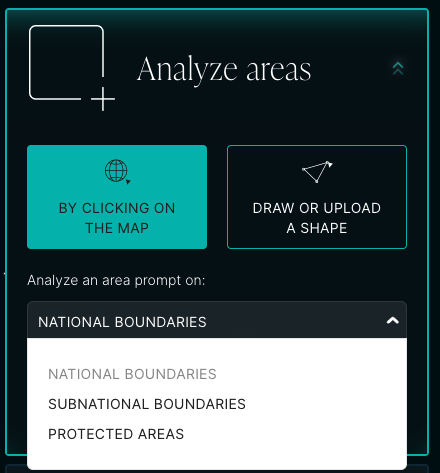 Analyze areas
BY CLICKING ON
THE MAP
DRAW OR UPLOAD
A SHAPE
Analyze an area prompt on:
NATIONAL BOUNDARIES
NATIONAL BOUNDARIES
SUBNATIONAL BOUNDARIES
PROTECTED AREAS